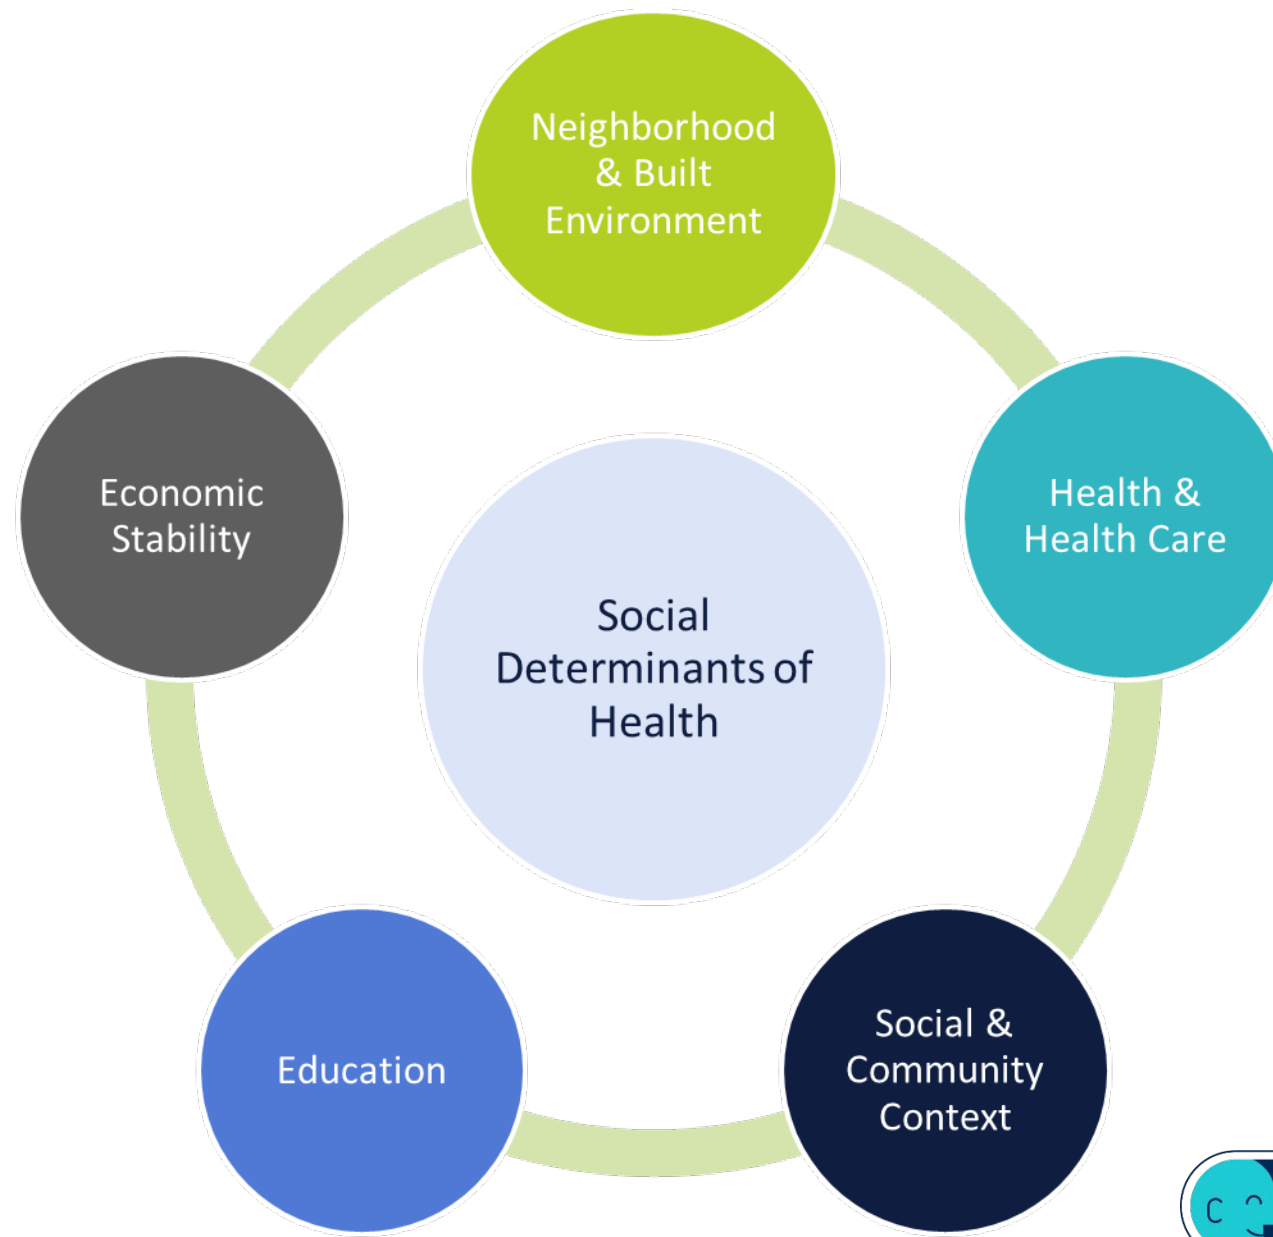 Neighborhood
& Built
Environment
Economic
Stability
Health &
Health Care
Social
Determinants of
Health
Education
Social &
Community
Context